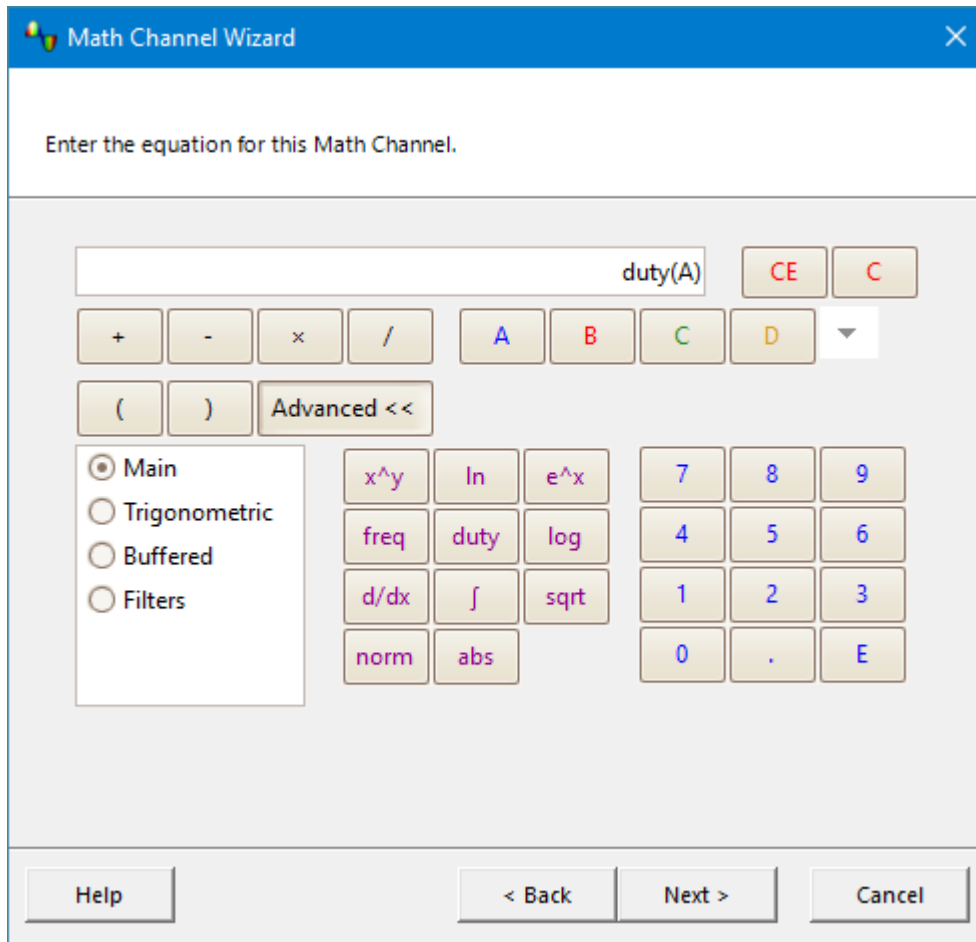 Math Channel Wizard
Enter the equation for this Math Channel.
duty(A) CE C
+ - × / A B C D
( ) Advanced <<
Main
Trigonometric
Buffered
Filters
x^y ln e^x
freq duty log
d/dx ∫ sqrt
norm abs
7 8 9
4 5 6
1 2 3
0 . E
Help < Back Next > Cancel